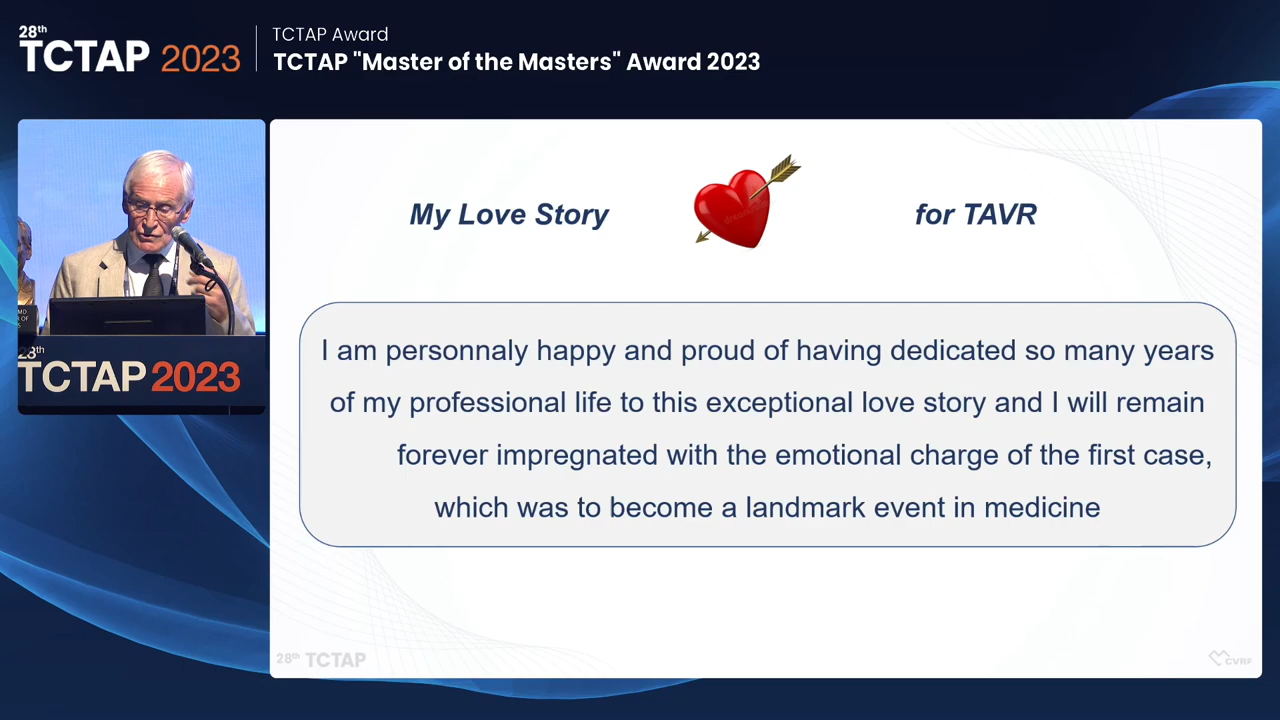 28th
TCTAP 2023
TCTAP Award
TCTAP "Master of the Masters" Award 2023
My Love Story
for TAVR
I am personnaly happy and proud of having dedicated so many years
of my professional life to this exceptional love story and I will remain
forever impregnated with the emotional charge of the first case,
which was to become a landmark event in medicine
TCTAP 2023
28th TCTAP
CVRF